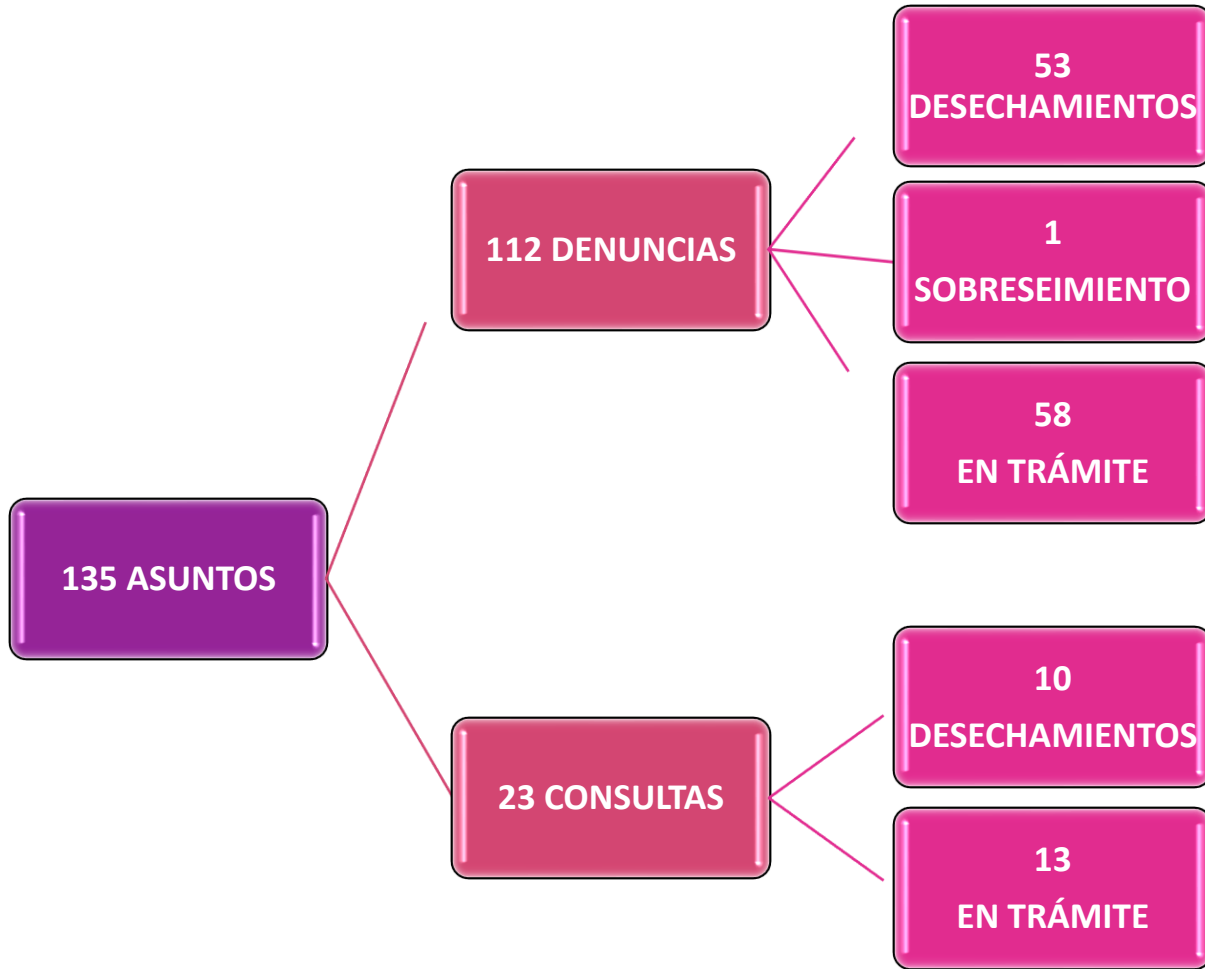 135 ASUNTOS
112 DENUNCIAS
53
DESECHAMIENTOS
1
SOBRESEIMIENTO
58
EN TRÁMITE
23 CONSULTAS
10
DESECHAMIENTOS
13
EN TRÁMITE